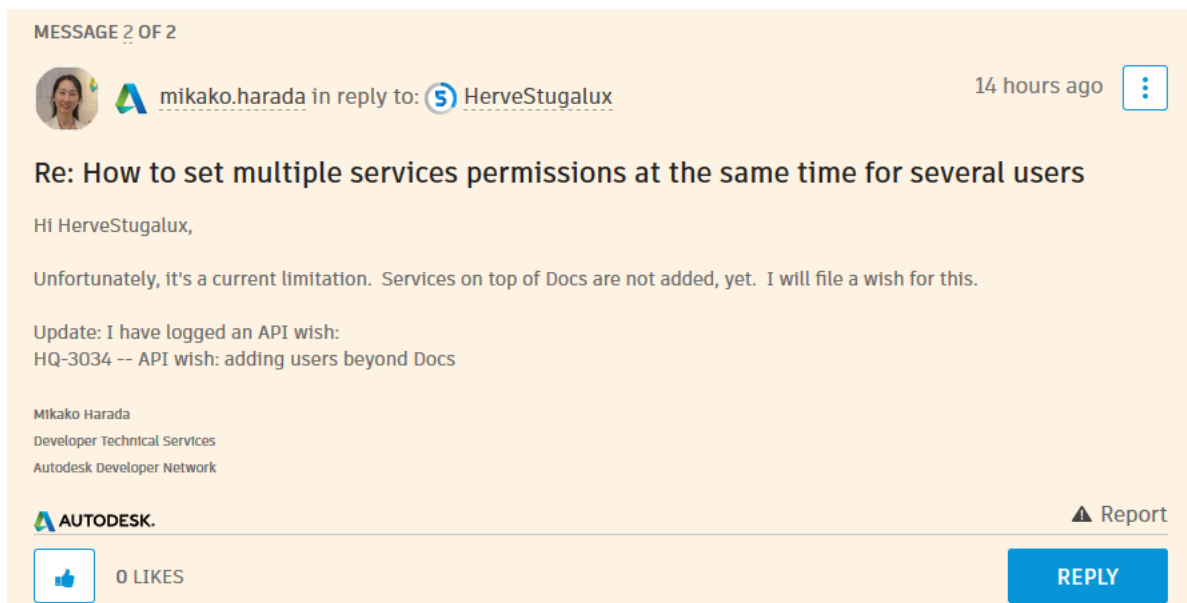 MESSAGE 2 OF 2
mikako.harada in reply to: 5 HerveStugalux
14 hours ago
Re: How to set multiple services permissions at the same time for several users
Hi HerveStugalux,
Unfortunately, it's a current limitation.  Services on top of Docs are not added, yet.  I will file a wish for this.
Update: I have logged an API wish:
HQ-3034 -- API wish: adding users beyond Docs
Mikako Harada
Developer Technical Services
Autodesk Developer Network
AUTODESK.
Report
0 LIKES
REPLY